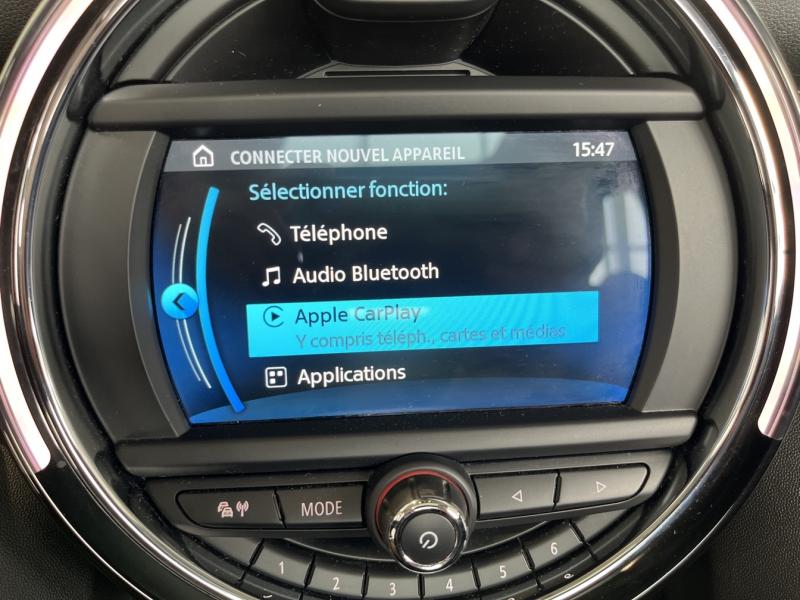 CONNECTER NOUVEL APPAREIL 15:47
Sélectionner fonction:
Téléphone
Audio Bluetooth
Apple CarPlay
Y compris téléph., cartes et médias
Applications
MODE
1 2 3 4 5 6